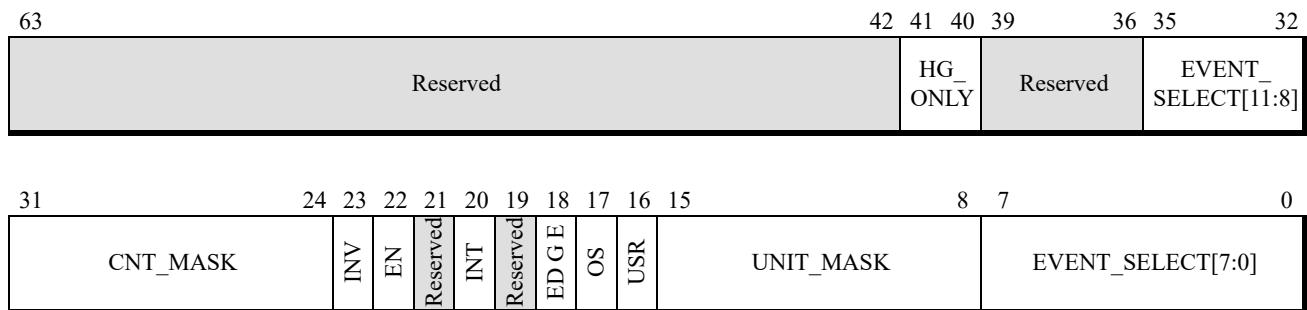 63 42 41 40 39 36 35 32
Reserved HG_ Reserved EVENT_
ONLY SELECT[11:8]
31 24 23 22 21 20 19 18 17 16 15 8 7 0
CNT_MASK INV EN Reserved INT Reserved EDGE OS USR UNIT_MASK EVENT_SELECT[7:0]